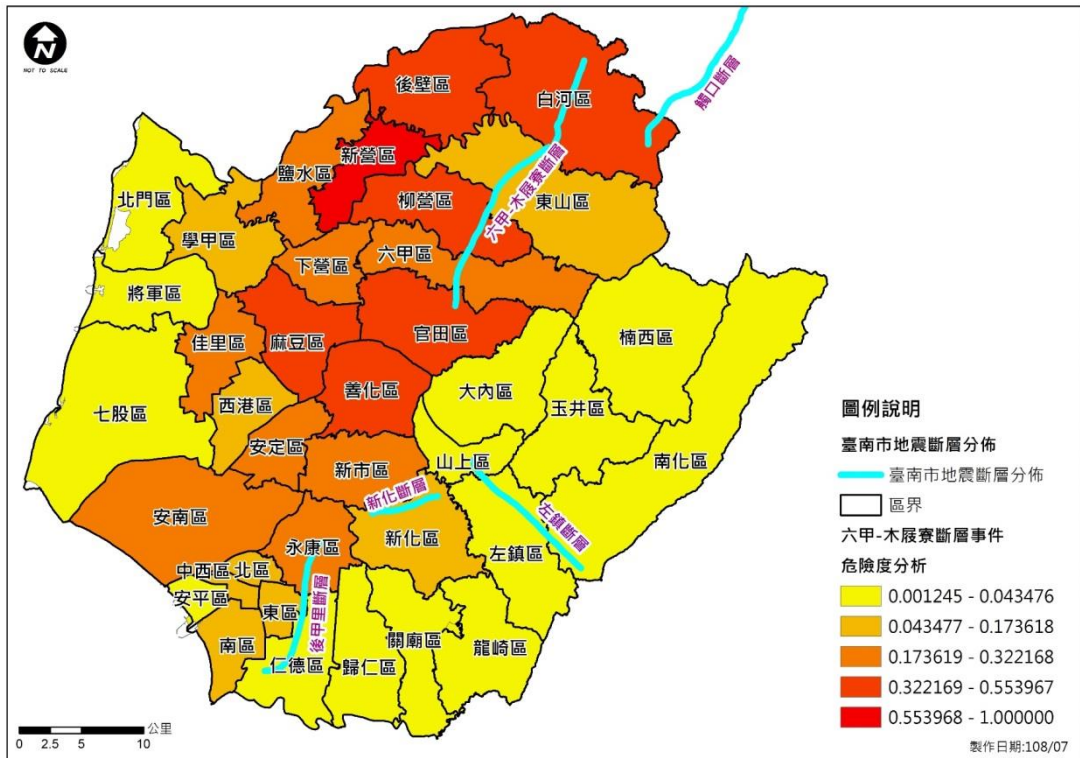 N
NOT TO SCALE
後壁區
白河區
觸口斷層
新營區
鹽水區
六甲-木屐寮斷層
北門區
柳營區
東山區
學甲區
下營區
六甲區
將軍區
佳里區
麻豆區
官田區
楠西區
七股區
善化區
大內區
西港區
玉井區
安定區
新市區
山上區
南化區
新化斷層
安南區
左鎮斷層
永康區
新化區
左鎮區
中西區
北區
安平區
東區
後甲里斷層
南區
關廟區
龍崎區
仁德區
歸仁區
圖例說明
臺南市地震斷層分佈
臺南市地震斷層分佈
區界
六甲-木屐寮斷層事件
危險度分析
0.001245 - 0.043476
0.043477 - 0.173618
0.173619 - 0.322168
0.322169 - 0.553967
0.553968 - 1.000000
公里
0 2.5 5 10
製作日期:108/07